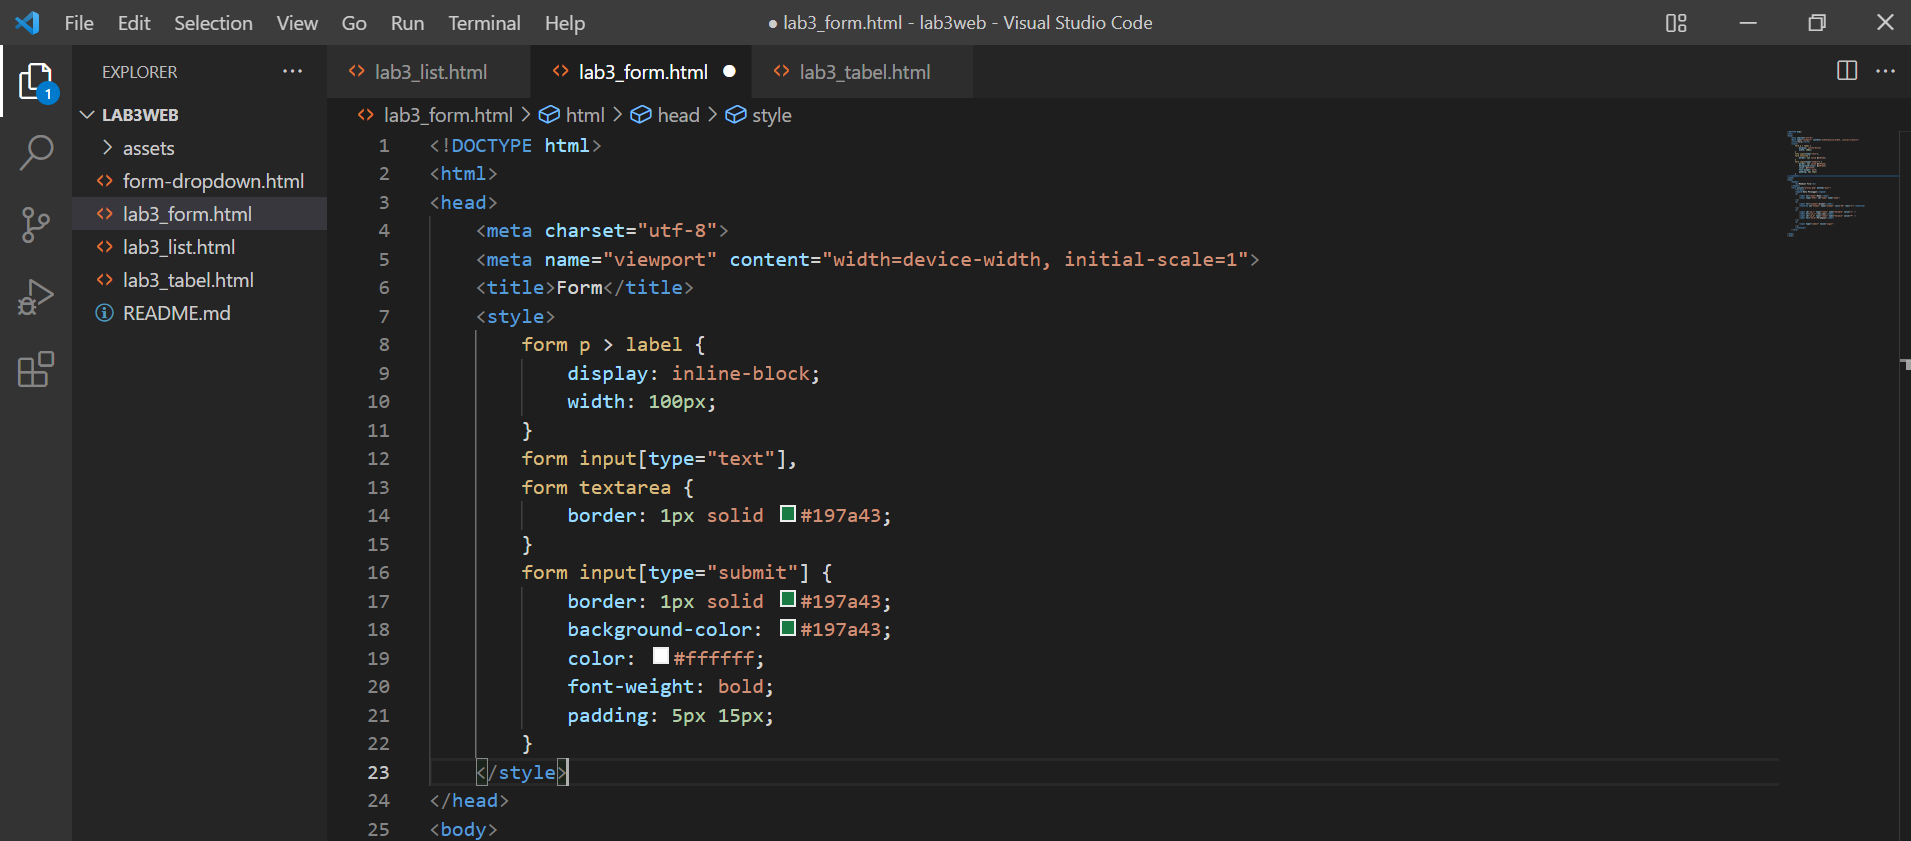 File Edit Selection View Go Run Terminal Help ● lab3_form.html - lab3web - Visual Studio Code
EXPLORER ...
1
LAB3WEB
assets
form-dropdown.html
lab3_form.html
lab3_list.html
lab3_tabel.html
README.md
lab3_list.html lab3_form.html ● lab3_tabel.html ...
lab3_form.html > html > head > style
1 <!DOCTYPE html>
2 <html>
3 <head>
4 <meta charset="utf-8">
5 <meta name="viewport" content="width=device-width, initial-scale=1">
6 <title>Form</title>
7 <style>
8 form p > label {
9 display: inline-block;
10 width: 100px;
11 }
12 form input[type="text"],
13 form textarea {
14 border: 1px solid #197a43;
15 }
16 form input[type="submit"] {
17 border: 1px solid #197a43;
18 background-color: #197a43;
19 color: #ffffff;
20 font-weight: bold;
21 padding: 5px 15px;
22 }
23 </style>
24 </head>
25 <body>